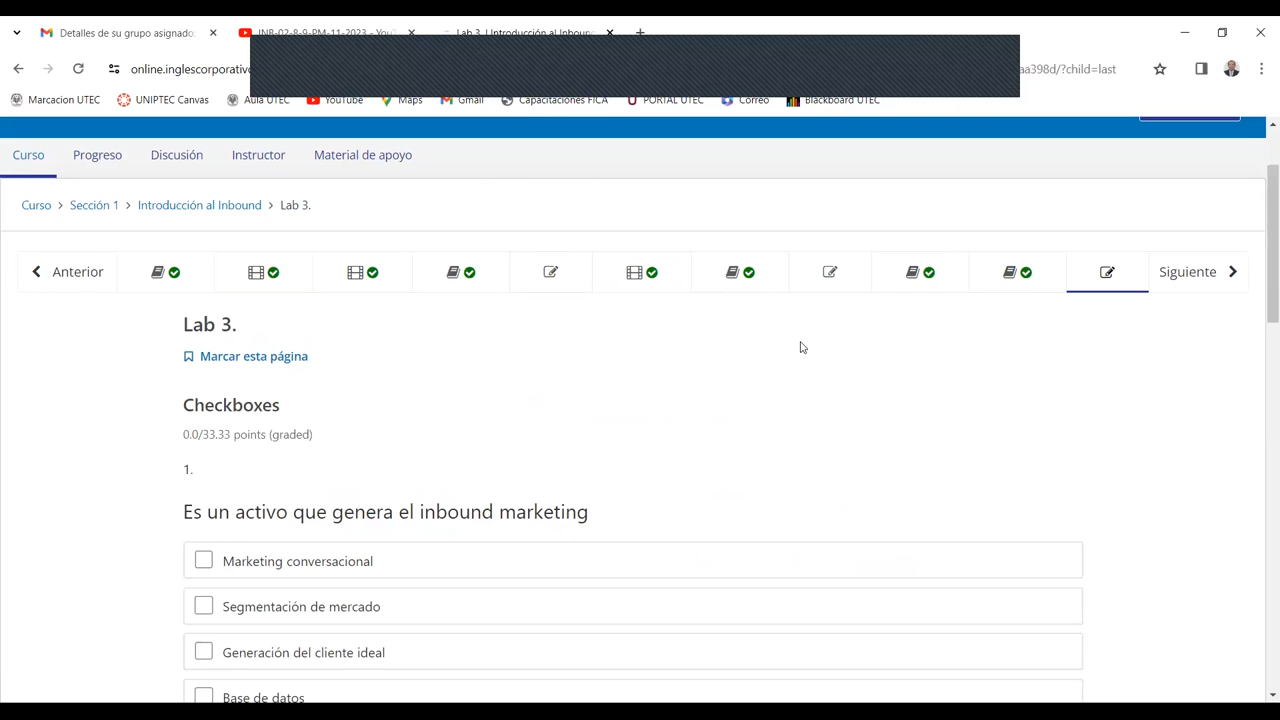 Detalles de su grupo asignado
INB-02-8-9-PM-11-2023 - YouT
Lab 3. | Introducción al Inboun
online.inglescorporativo
aa398d/?child=last
Marcacion UTEC
UNIPTEC Canvas
Aula UTEC
YouTube
Maps
Gmail
Capacitaciones FICA
PORTAL UTEC
Correo
Blackboard UTEC
Curso
Progreso
Discusión
Instructor
Material de apoyo
Curso > Sección 1 > Introducción al Inbound > Lab 3.
Anterior
Siguiente
Lab 3.
Marcar esta página
Checkboxes
0.0/33.33 points (graded)
1.
Es un activo que genera el inbound marketing
Marketing conversacional
Segmentación de mercado
Generación del cliente ideal
Base de datos